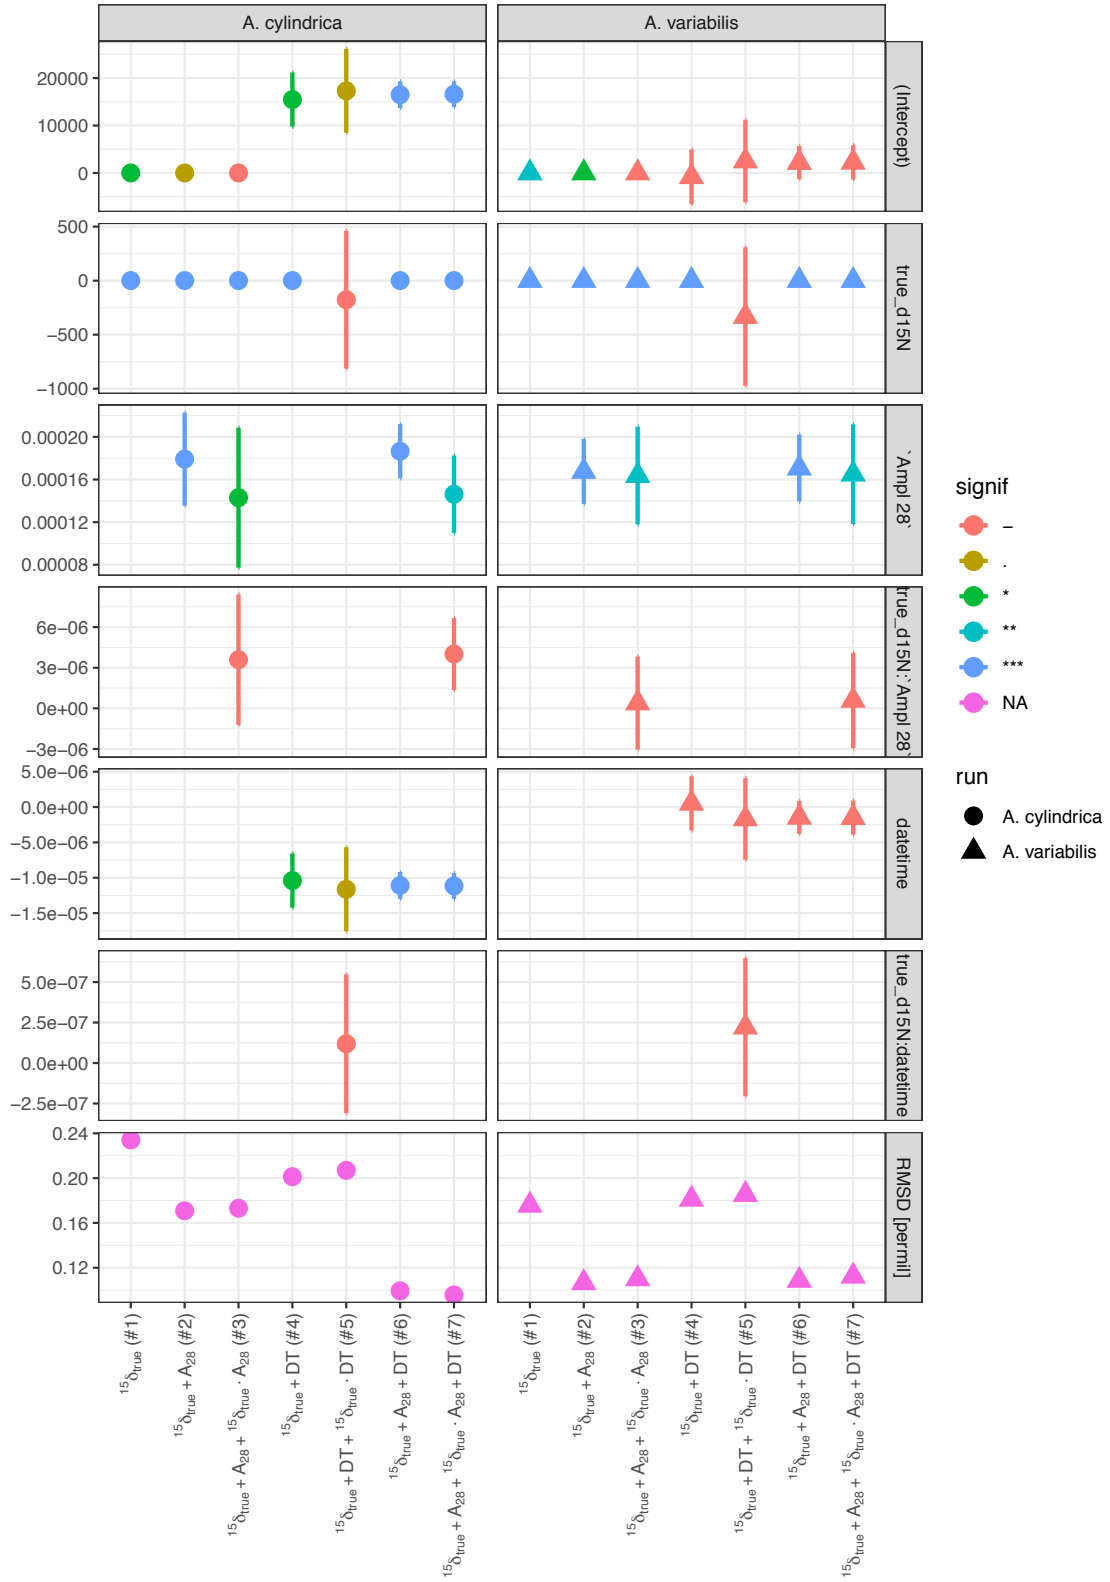 A. cylindrica
A. variabilis
20000
10000
0
(Intercept)
500
0
−500
−1000
true_d15N
0.00020
0.00016
0.00012
0.00008
`Ampl 28`
6e−06
3e−06
0e+00
−3e−06
true_d15N:`Ampl 28`
5.0e−06
0.0e+00
−5.0e−06
−1.0e−05
−1.5e−05
datetime
5.0e−07
2.5e−07
0.0e+00
−2.5e−07
true_d15N:datetime
0.24
0.20
0.16
0.12
RMSD [permil]
¹⁵δtrue (#1)
¹⁵δtrue + A₂₈ (#2)
¹⁵δtrue + A₂₈ + ¹⁵δtrue · A₂₈ (#3)
¹⁵δtrue + DT (#4)
¹⁵δtrue + DT + ¹⁵δtrue · DT (#5)
¹⁵δtrue + A₂₈ + DT (#6)
¹⁵δtrue + A₂₈ + ¹⁵δtrue · A₂₈ + DT (#7)
¹⁵δtrue (#1)
¹⁵δtrue + A₂₈ (#2)
¹⁵δtrue + A₂₈ + ¹⁵δtrue · A₂₈ (#3)
¹⁵δtrue + DT (#4)
¹⁵δtrue + DT + ¹⁵δtrue · DT (#5)
¹⁵δtrue + A₂₈ + DT (#6)
¹⁵δtrue + A₂₈ + ¹⁵δtrue · A₂₈ + DT (#7)
signif
−
.
*
**
***
NA
run
A. cylindrica
A. variabilis